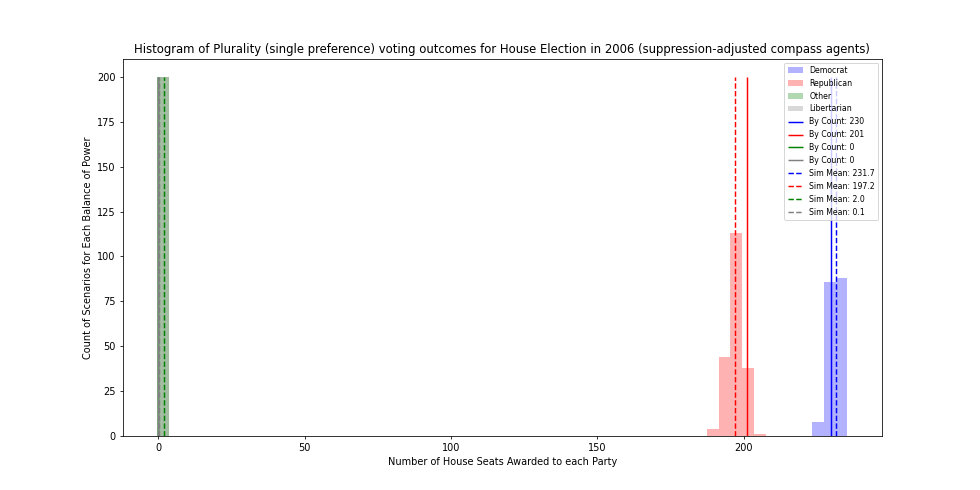 Histogram of Plurality (single preference) voting outcomes for House Election in 2006 (suppression-adjusted compass agents)
Count of Scenarios for Each Balance of Power
200
175
150
125
100
75
50
25
0
0
50
100
150
200
Number of House Seats Awarded to each Party
Democrat
Republican
Other
Libertarian
By Count: 230
By Count: 201
By Count: 0
By Count: 0
Sim Mean: 231.7
Sim Mean: 197.2
Sim Mean: 2.0
Sim Mean: 0.1